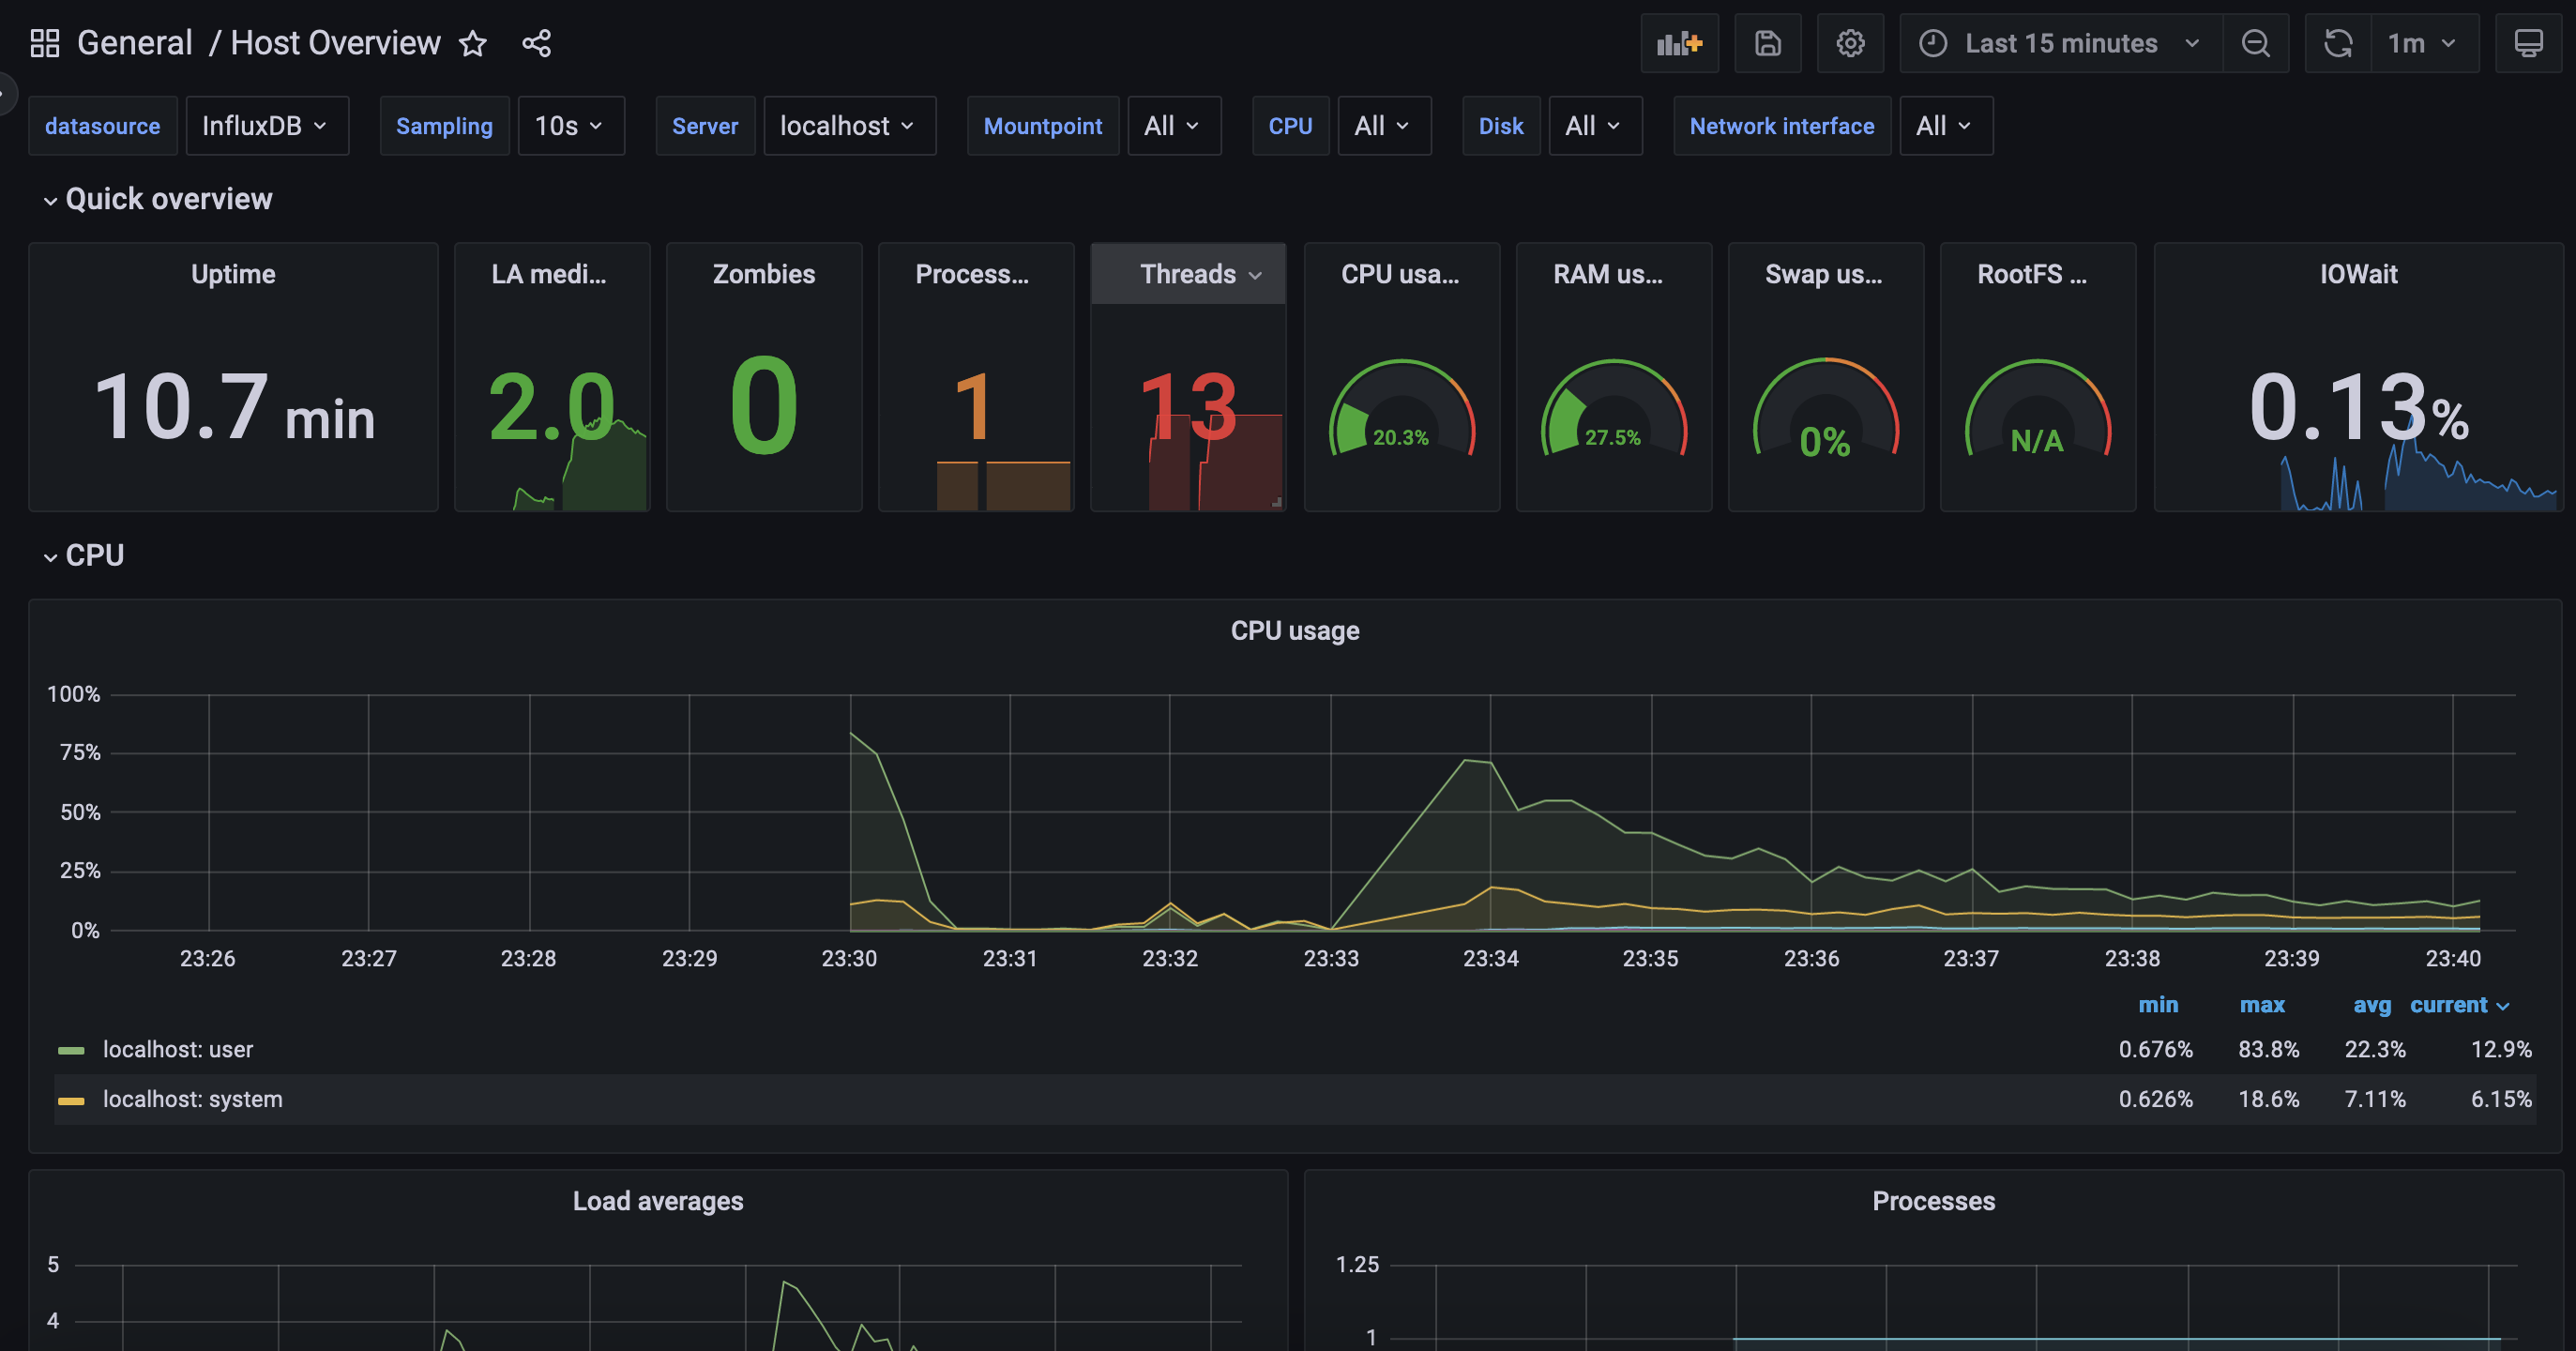 General / Host Overview
Last 15 minutes
1m
datasource InfluxDB Sampling 10s Server localhost Mountpoint All CPU All Disk All Network interface All
Quick overview
Uptime
10.7 min
LA medi...
2.0
Zombies
0
Process...
1
Threads
13
CPU usa...
20.3%
RAM us...
27.5%
Swap us...
0%
RootFS ...
N/A
IOWait
0.13%
CPU
CPU usage
100%
75%
50%
25%
0%
23:26 23:27 23:28 23:29 23:30 23:31 23:32 23:33 23:34 23:35 23:36 23:37 23:38 23:39 23:40
min max avg current
localhost: user 0.676% 83.8% 22.3% 12.9%
localhost: system 0.626% 18.6% 7.11% 6.15%
Load averages
5
4
Processes
1.25
1